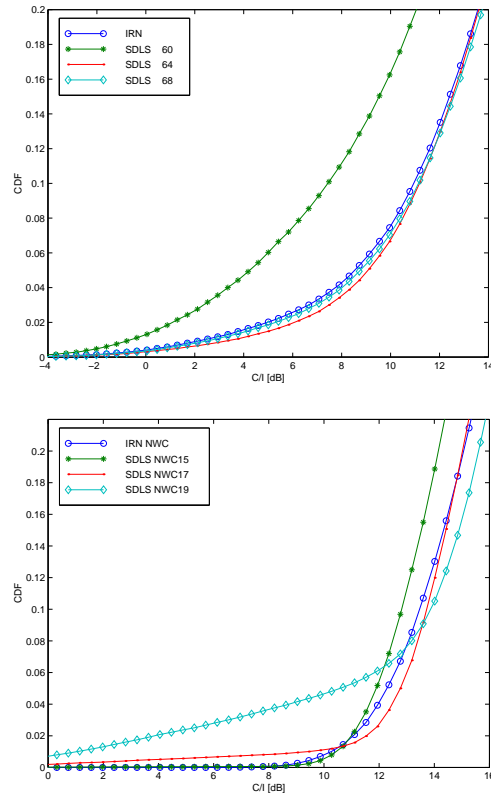 0.2
0.18
0.16
0.14
0.12
0.1
0.08
0.06
0.04
0.02
0
CDF
IRN
SDLS 60
SDLS 64
SDLS 68
−4 −2 0 2 4 6 8 10 12 14
C/I [dB]
0.2
0.18
0.16
0.14
0.12
0.1
0.08
0.06
0.04
0.02
0
CDF
IRN NWC
SDLS NWC15
SDLS NWC17
SDLS NWC19
0 2 4 6 8 10 12 14 16
C/I [dB]